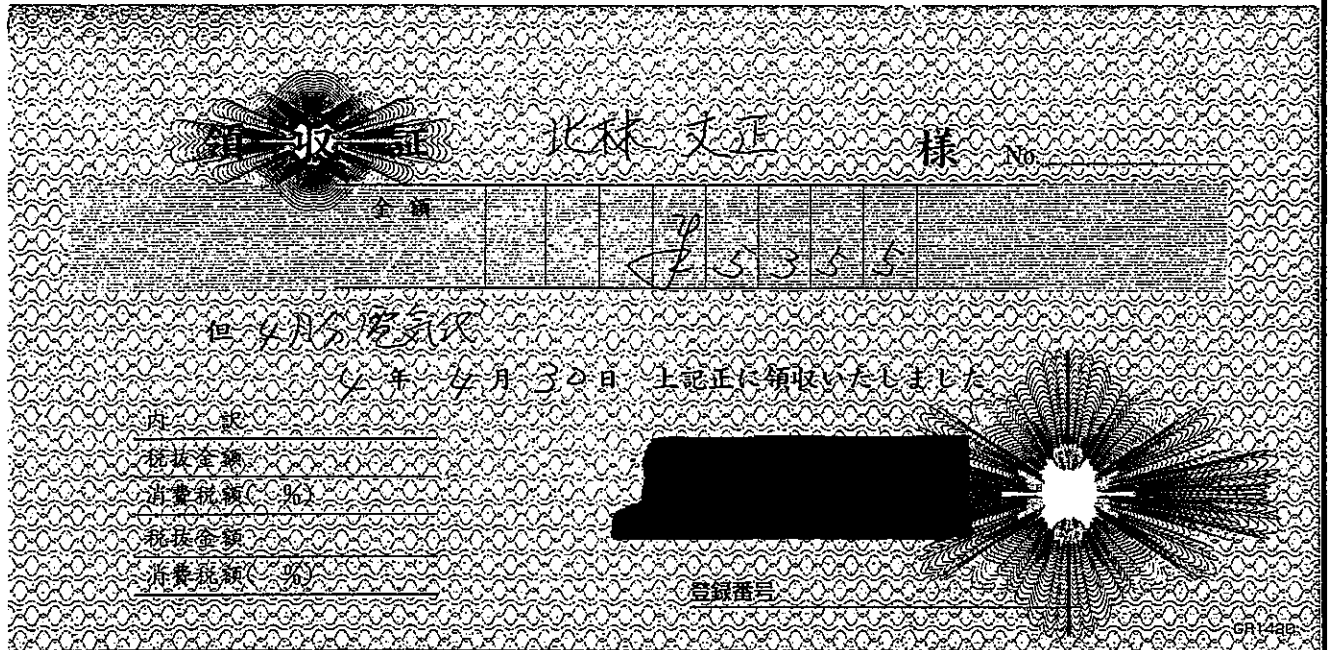 領収証 北林 丈正 様 No.
金額 ¥5355
但 4月分電気代
4年 4月 30日 上記正に領収いたしました
内 訳
税抜金額
消費税額( %)
税抜金額
消費税額( %)
登録番号
GR1480